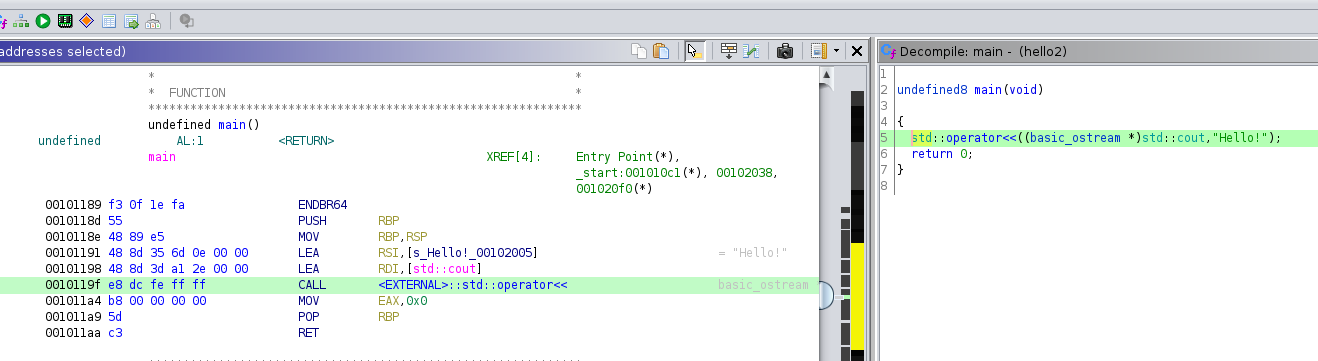 addresses selected)
Decompile: main - (hello2)
* *
* FUNCTION *
**************************************************************
undefined main()
undefined AL:1 <RETURN>
main XREF[4]: Entry Point(*),
_start:001010c1(*), 00102038,
001020f0(*)
00101189 f3 0f 1e fa ENDBR64
0010118d 55 PUSH RBP
0010118e 48 89 e5 MOV RBP,RSP
00101191 48 8d 35 6d 0e 00 00 LEA RSI,[s_Hello!_00102005] = "Hello!"
00101198 48 8d 3d a1 2e 00 00 LEA RDI,[std::cout]
0010119f e8 dc fe ff ff CALL <EXTERNAL>::std::operator<< basic_ostream
001011a4 b8 00 00 00 00 MOV EAX,0x0
001011a9 5d POP RBP
001011aa c3 RET
1
2 undefined8 main(void)
3
4 {
5 std::operator<<((basic_ostream *)std::cout,"Hello!");
6 return 0;
7 }
8